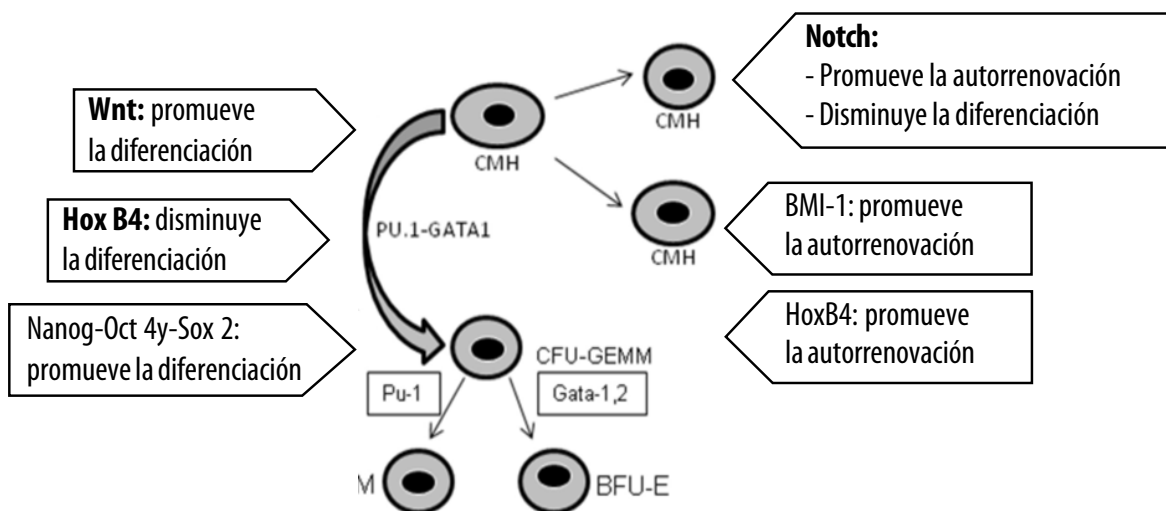 Notch:
- Promueve la autorrenovación
- Disminuye la diferenciación
Wnt: promueve
la diferenciación
CMH
CMH
Hox B4: disminuye
la diferenciación
PU.1-GATA1
BMI-1: promueve
la autorrenovación
CMH
Nanog-Oct 4y-Sox 2:
promueve la diferenciación
HoxB4: promueve
la autorrenovación
CFU-GEMM
Pu-1
Gata-1,2
M
BFU-E